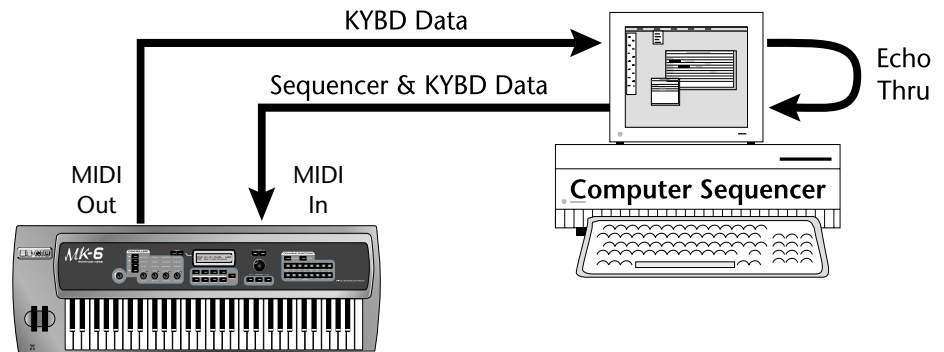 KYBD Data
Echo
Thru
Sequencer & KYBD Data
MIDI
Out
MIDI
In
Computer Sequencer
MK-6